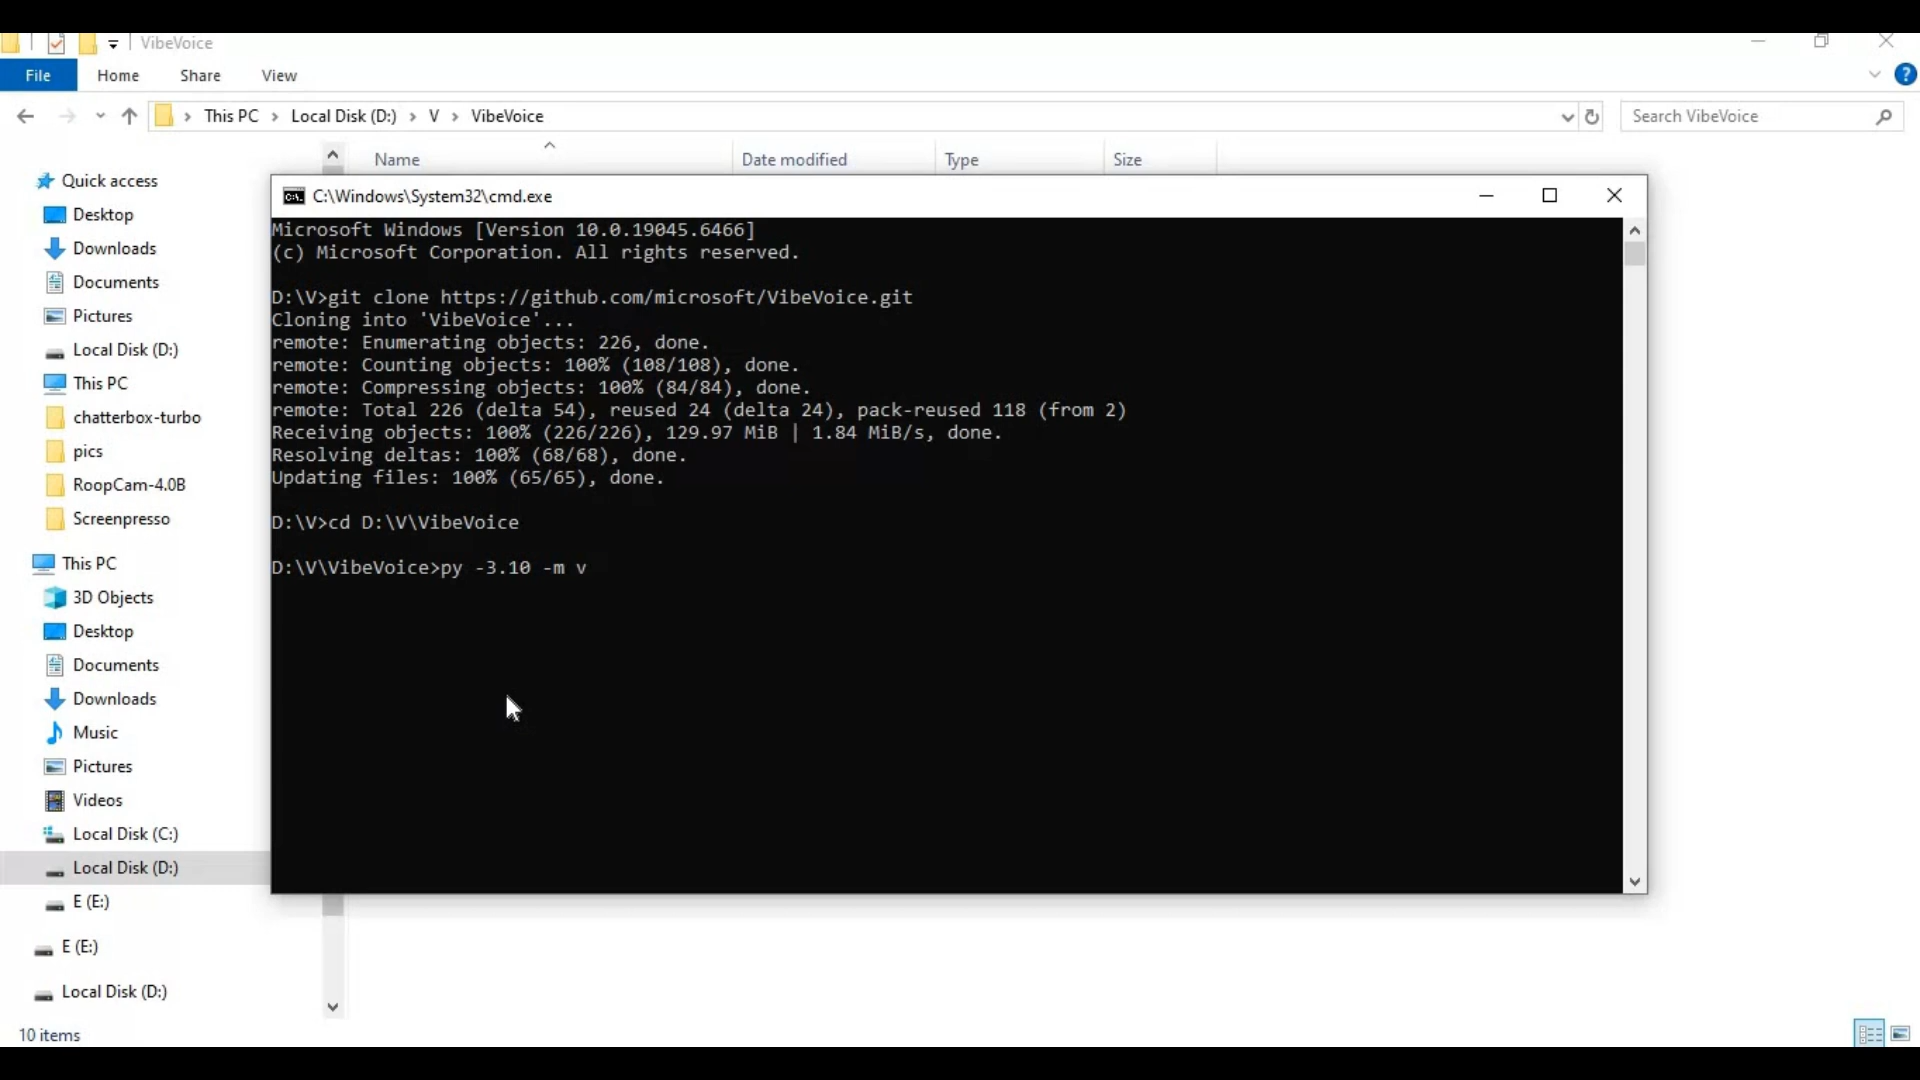 VibeVoice
File Home Share View
This PC Local Disk (D:) V VibeVoice
Search VibeVoice
Name Date modified Type Size
Quick access
Desktop
Downloads
Documents
Pictures
Local Disk (D:)
This PC
chatterbox-turbo
pics
RoopCam-4.0B
Screenpresso
This PC
3D Objects
Desktop
Documents
Downloads
Music
Pictures
Videos
Local Disk (C:)
Local Disk (D:)
E (E:)
E (E:)
Local Disk (D:)
10 items
C:\Windows\System32\cmd.exe
Microsoft Windows [Version 10.0.19045.6466]
(c) Microsoft Corporation. All rights reserved.
D:\V>git clone https://github.com/microsoft/VibeVoice.git
Cloning into 'VibeVoice'...
remote: Enumerating objects: 226, done.
remote: Counting objects: 100% (108/108), done.
remote: Compressing objects: 100% (84/84), done.
remote: Total 226 (delta 54), reused 24 (delta 24), pack-reused 118 (from 2)
Receiving objects: 100% (226/226), 129.97 MiB | 1.84 MiB/s, done.
Resolving deltas: 100% (68/68), done.
Updating files: 100% (65/65), done.
D:\V>cd D:\V\VibeVoice
D:\V\VibeVoice>py -3.10 -m v